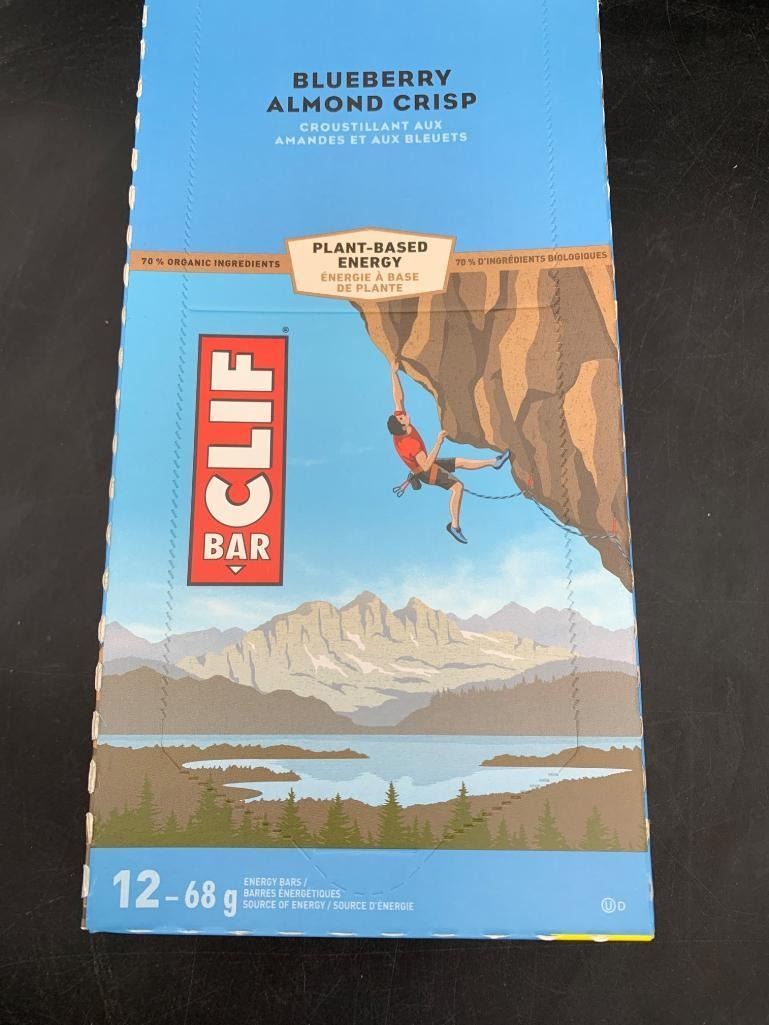 BLUEBERRY
ALMOND CRISP
CROUSTILLANT AUX
AMANDES ET AUX BLEUETS
70 % ORGANIC INGREDIENTS
PLANT-BASED
ENERGY
ÉNERGIE À BASE
DE PLANTE
70 % D'INGRÉDIENTS BIOLOGIQUES
CLIF ®
BAR
12 – 68 g
ENERGY BARS /
BARRES ÉNERGÉTIQUES
SOURCE OF ENERGY / SOURCE D'ÉNERGIE
Ⓤ D